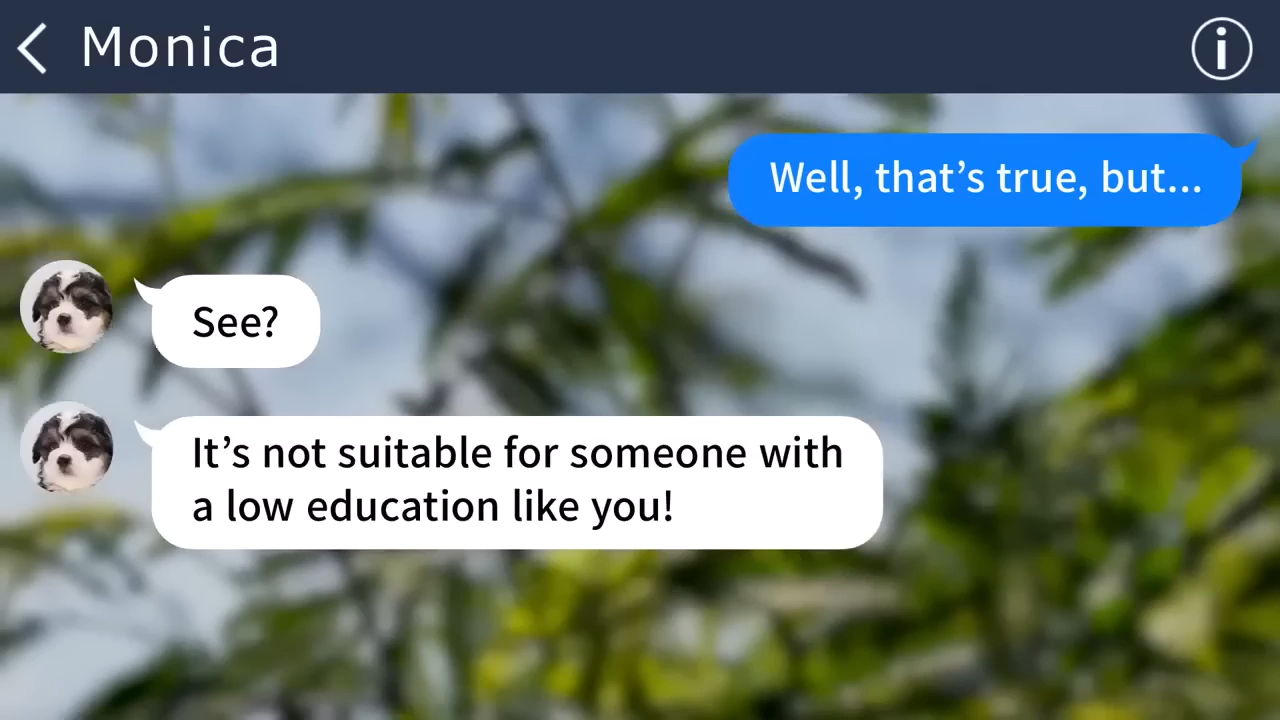 Monica
Well, that’s true, but...
See?
It’s not suitable for someone with
a low education like you!